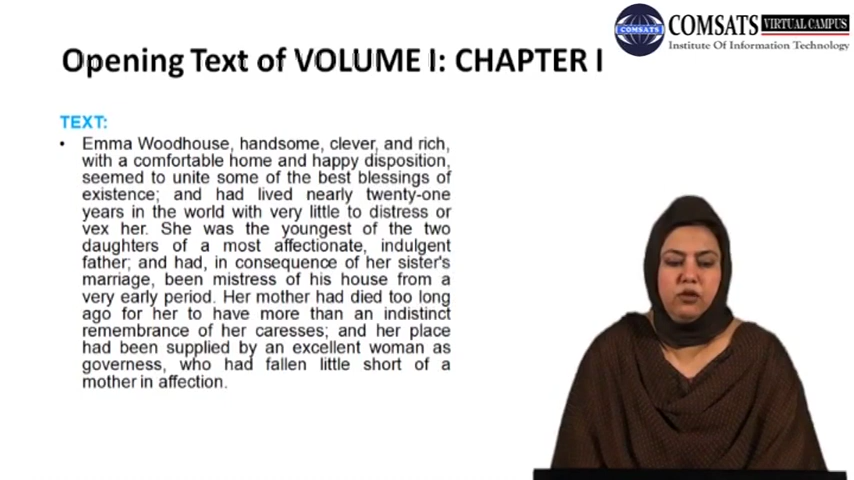 COMSATS VIRTUAL CAMPUS
Institute Of Information Technology
COMSATS
Opening Text of VOLUME I: CHAPTER I
TEXT:
• Emma Woodhouse, handsome, clever, and rich,
with a comfortable home and happy disposition,
seemed to unite some of the best blessings of
existence; and had lived nearly twenty-one
years in the world with very little to distress or
vex her. She was the youngest of the two
daughters of a most affectionate, indulgent
father; and had, in consequence of her sister's
marriage, been mistress of his house from a
very early period. Her mother had died too long
ago for her to have more than an indistinct
remembrance of her caresses; and her place
had been supplied by an excellent woman as
governess, who had fallen little short of a
mother in affection.